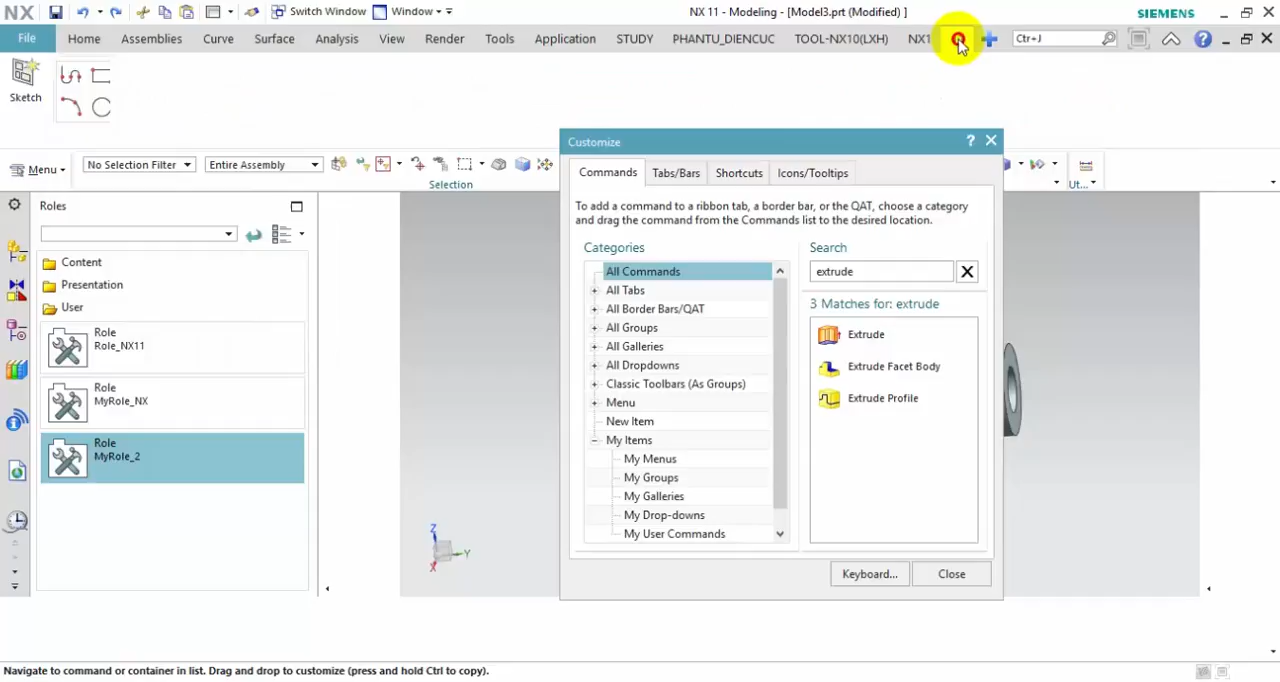 NX
Switch Window
Window
NX 11 - Modeling - [Model3.prt (Modified) ]
SIEMENS
File
Home
Assemblies
Curve
Surface
Analysis
View
Render
Tools
Application
STUDY
PHANTU_DIENCUC
TOOL-NX10(LXH)
NX1
Ctrl+J
Sketch
Menu
No Selection Filter
Entire Assembly
Selection
Ut...
Roles
Content
Presentation
User
Role
Role_NX11
Role
MyRole_NX
Role
MyRole_2
Z
Y
X
Customize
Commands
Tabs/Bars
Shortcuts
Icons/Tooltips
To add a command to a ribbon tab, a border bar, or the QAT, choose a category
and drag the command from the Commands list to the desired location.
Categories
All Commands
All Tabs
All Border Bars/QAT
All Groups
All Galleries
All Dropdowns
Classic Toolbars (As Groups)
Menu
New Item
My Items
My Menus
My Groups
My Galleries
My Drop-downs
My User Commands
Search
extrude
3 Matches for: extrude
Extrude
Extrude Facet Body
Extrude Profile
Keyboard...
Close
Navigate to command or container in list. Drag and drop to customize (press and hold Ctrl to copy).